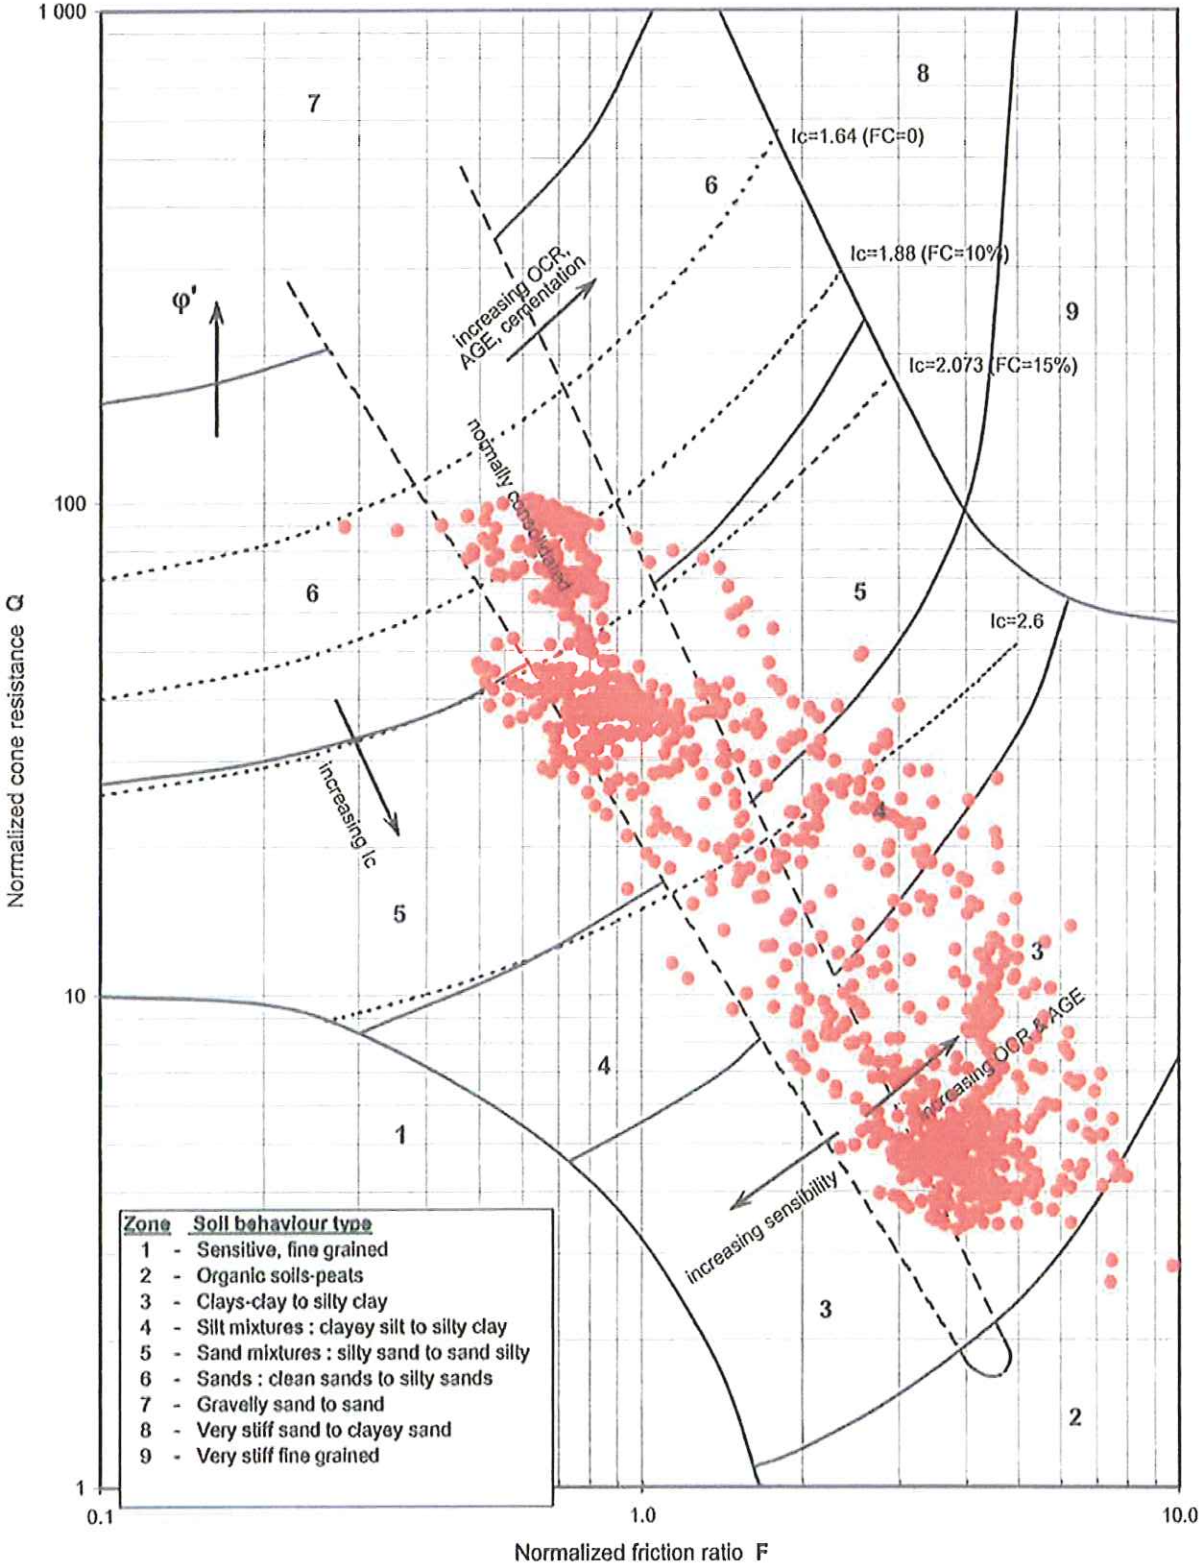 1 000
8
7
Ic=1.64 (FC=0)
6
Ic=1.88 (FC=10%)
increasing OCR,
AGE, cementation
φ'
9
Ic=2.073 (FC=15%)
normally consolidated
100
6
5
Ic=2.6
Normalized cone resistance Q
increasing Ic
4
5
3
10
increasing OCR & AGE
4
1
increasing sensibility
Zone Soil behaviour type
1 - Sensitive, fine grained
2 - Organic soils-peats
3 - Clays-clay to silty clay
4 - Silt mixtures : clayey silt to silty clay
5 - Sand mixtures : silty sand to sand silty
6 - Sands : clean sands to silty sands
7 - Gravelly sand to sand
8 - Very stiff sand to clayey sand
9 - Very stiff fine grained
3
2
1
0.1
1.0
10.0
Normalized friction ratio F